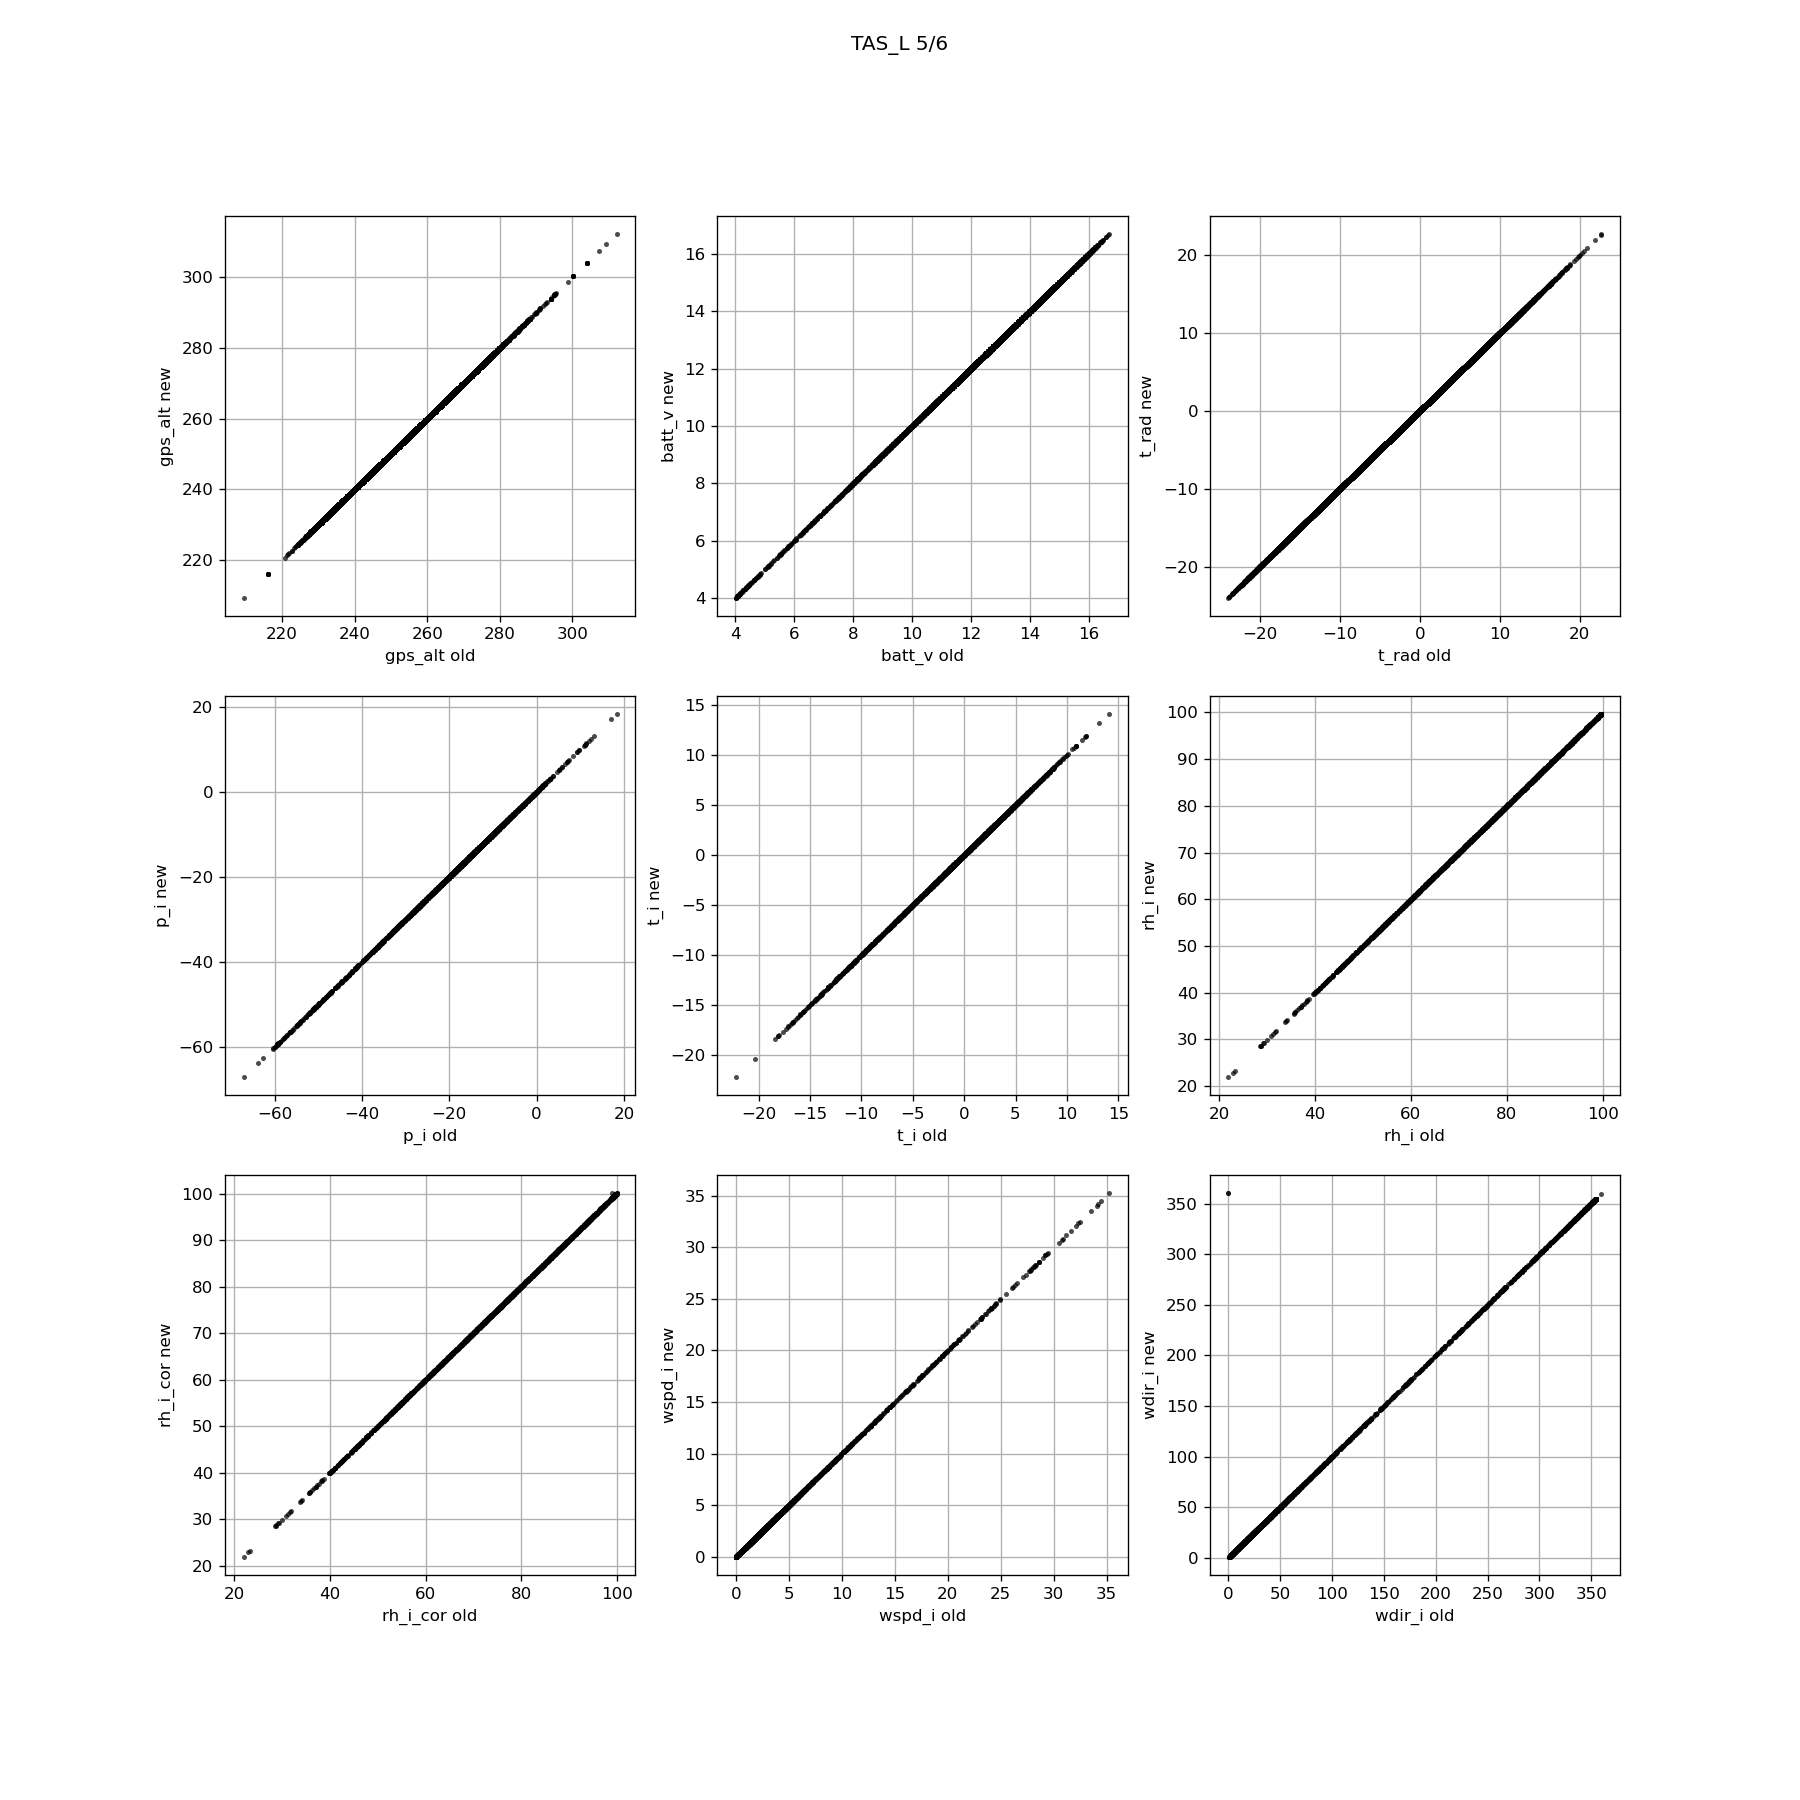 TAS_L 5/6
300
280
260
240
220
gps_alt new
220 240 260 280 300
gps_alt old
16
14
12
10
8
6
4
batt_v new
4 6 8 10 12 14 16
batt_v old
20
10
0
−10
−20
t_rad new
−20 −10 0 10 20
t_rad old
20
0
−20
−40
−60
p_i new
−60 −40 −20 0 20
p_i old
15
10
5
0
−5
−10
−15
−20
t_i new
−20 −15 −10 −5 0 5 10 15
t_i old
100
90
80
70
60
50
40
30
20
rh_i new
20 40 60 80 100
rh_i old
100
90
80
70
60
50
40
30
20
rh_i_cor new
20 40 60 80 100
rh_i_cor old
35
30
25
20
15
10
5
0
wspd_i new
0 5 10 15 20 25 30 35
wspd_i old
350
300
250
200
150
100
50
0
wdir_i new
0 50 100 150 200 250 300 350
wdir_i old